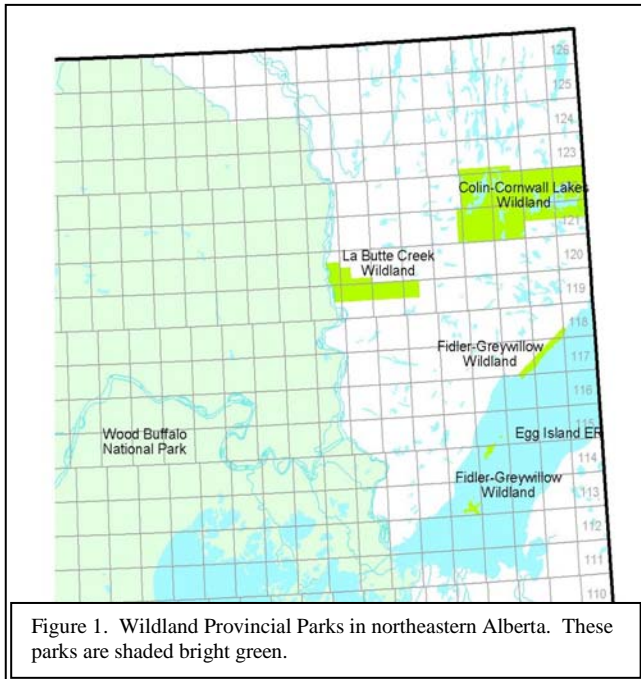 126
125
124
123
Colin-Cornwall Lakes
Wildland
121
120
La Butte Creek
Wildland
119
118
Fidler-Greywillow
Wildland
117
116
115
Wood Buffalo
National Park
Egg Island ER
114
Fidler-Greywillow
Wildland
113
112
111
110
Figure 1. Wildland Provincial Parks in northeastern Alberta. These
parks are shaded bright green.